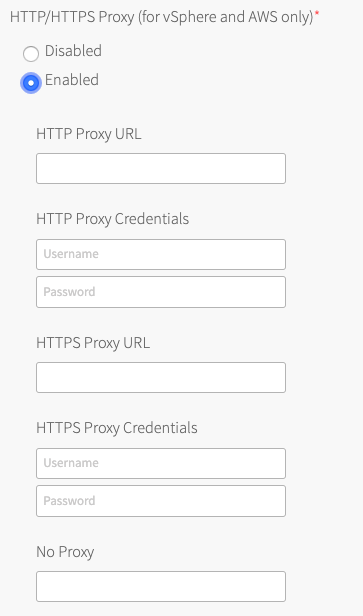 HTTP/HTTPS Proxy (for vSphere and AWS only)*
Disabled
Enabled
HTTP Proxy URL
HTTP Proxy Credentials
Username
Password
HTTPS Proxy URL
HTTPS Proxy Credentials
Username
Password
No Proxy